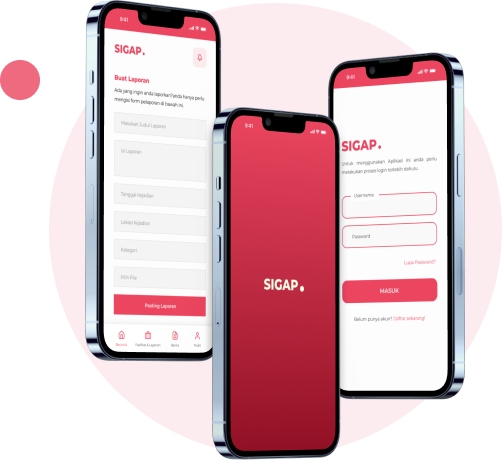 9:41
SIGAP.
Buat Laporan
Ada yang ingin anda laporkan? anda hanya perlu
mengisi form pelaporan di bawah ini.
Masukan Judul Laporan
Isi Laporan
Tanggal Kejadian
Lokasi Kejadian
Kategori
Pilih File
Posting Laporan
Beranda
Berita
9:41
SIGAP.
9:41
SIGAP.
Untuk menggunakan Aplikasi ini anda perlu
melakukan proses login terlebih dahulu.
Username
Password
Lupa Password?
MASUK
Belum punya akun? Daftar sekarang!